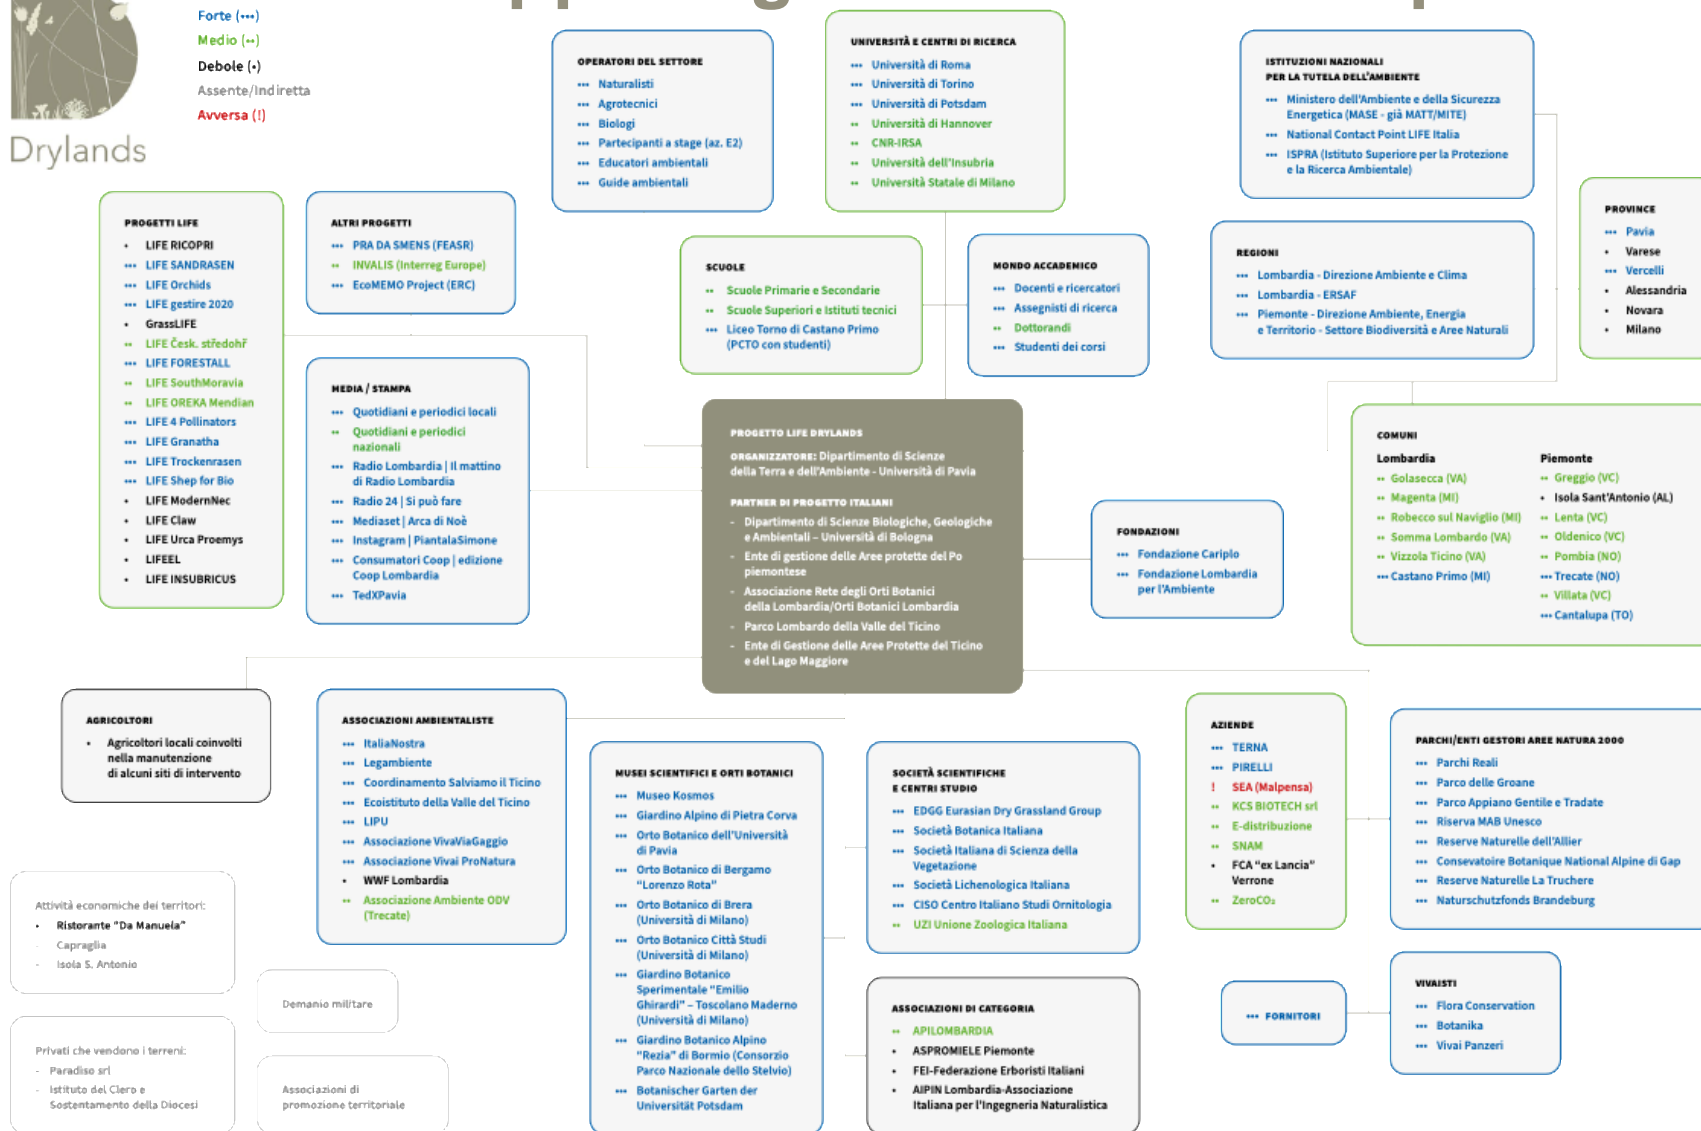 Forte (•••)
Medio (••)
Debole (•)
Assente/Indiretta
Avversa (!)
Drylands
OPERATORI DEL SETTORE
••• Naturalisti
••• Agrotecnici
••• Biologi
••• Partecipanti a stage (az. E2)
••• Educatori ambientali
••• Guide ambientali
UNIVERSITÀ E CENTRI DI RICERCA
••• Università di Roma
••• Università di Torino
••• Università di Potsdam
•• Università di Hannover
•• CNR-IRSA
•• Università dell'Insubria
•• Università Statale di Milano
ISTITUZIONI NAZIONALI
PER LA TUTELA DELL'AMBIENTE
••• Ministero dell'Ambiente e della Sicurezza
Energetica (MASE - già MATT/MITE)
••• National Contact Point LIFE Italia
••• ISPRA (Istituto Superiore per la Protezione
e la Ricerca Ambientale)
PROGETTI LIFE
• LIFE RICOPRI
••• LIFE SANDRASEN
••• LIFE Orchids
••• LIFE gestire 2020
• GrassLIFE
•• LIFE Česk. středohř
••• LIFE FORESTALL
•• LIFE SouthMoravia
•• LIFE OREKA Mendian
••• LIFE 4 Pollinators
••• LIFE Granatha
••• LIFE Trockenrasen
••• LIFE Shep for Bio
• LIFE ModernNec
• LIFE Claw
• LIFE Urca Proemys
• LIFEEL
• LIFE INSUBRICUS
ALTRI PROGETTI
••• PRA DA SMENS (FEASR)
•• INVALIS (Interreg Europe)
••• EcoMEMO Project (ERC)
MEDIA / STAMPA
••• Quotidiani e periodici locali
•• Quotidiani e periodici
nazionali
••• Radio Lombardia | Il mattino
di Radio Lombardia
••• Radio 24 | Si può fare
••• Mediaset | Arca di Noè
••• Instagram | PiantalaSimone
••• Consumatori Coop | edizione
Coop Lombardia
••• TedXPavia
SCUOLE
•• Scuole Primarie e Secondarie
•• Scuole Superiori e Istituti tecnici
••• Liceo Torno di Castano Primo
(PCTO con studenti)
MONDO ACCADEMICO
••• Docenti e ricercatori
••• Assegnisti di ricerca
•• Dottorandi
••• Studenti dei corsi
REGIONI
••• Lombardia - Direzione Ambiente e Clima
••• Lombardia - ERSAF
••• Piemonte - Direzione Ambiente, Energia
e Territorio - Settore Biodiversità e Aree Naturali
PROVINCE
••• Pavia
• Varese
••• Vercelli
• Alessandria
• Novara
• Milano
PROGETTO LIFE DRYLANDS
ORGANIZZATORE: Dipartimento di Scienze
della Terra e dell'Ambiente - Università di Pavia
PARTNER DI PROGETTO ITALIANI
- Dipartimento di Scienze Biologiche, Geologiche
e Ambientali – Università di Bologna
- Ente di gestione delle Aree protette del Po
piemontese
- Associazione Rete degli Orti Botanici
della Lombardia/Orti Botanici Lombardia
- Parco Lombardo della Valle del Ticino
- Ente di Gestione delle Aree Protette del Ticino
e del Lago Maggiore
FONDAZIONI
••• Fondazione Cariplo
••• Fondazione Lombardia
per l'Ambiente
COMUNI
Lombardia
•• Golasecca (VA)
•• Magenta (MI)
•• Robecco sul Naviglio (MI)
•• Somma Lombardo (VA)
•• Vizzola Ticino (VA)
••• Castano Primo (MI)
Piemonte
•• Greggio (VC)
• Isola Sant'Antonio (AL)
•• Lenta (VC)
•• Oldenico (VC)
•• Pombia (NO)
••• Trecate (NO)
•• Villata (VC)
••• Cantalupa (TO)
AGRICOLTORI
• Agricoltori locali coinvolti
nella manutenzione
di alcuni siti di intervento
ASSOCIAZIONI AMBIENTALISTE
••• ItaliaNostra
••• Legambiente
••• Coordinamento Salviamo il Ticino
••• Ecoistituto della Valle del Ticino
••• LIPU
••• Associazione VivaViaGaggio
••• Associazione Vivai ProNatura
• WWF Lombardia
•• Associazione Ambiente ODV
(Trecate)
MUSEI SCIENTIFICI E ORTI BOTANICI
••• Museo Kosmos
••• Giardino Alpino di Pietra Corva
••• Orto Botanico dell'Università
di Pavia
••• Orto Botanico di Bergamo
"Lorenzo Rota"
••• Orto Botanico di Brera
(Università di Milano)
••• Orto Botanico Città Studi
(Università di Milano)
••• Giardino Botanico
Sperimentale "Emilio
Ghirardi" – Toscolano Maderno
(Università di Milano)
••• Giardino Botanico Alpino
"Rezia" di Bormio (Consorzio
Parco Nazionale dello Stelvio)
••• Botanischer Garten der
Universität Potsdam
SOCIETÀ SCIENTIFICHE
E CENTRI STUDIO
••• EDGG Eurasian Dry Grassland Group
••• Società Botanica Italiana
••• Società Italiana di Scienza della
Vegetazione
••• Società Lichenologica Italiana
••• CISO Centro Italiano Studi Ornitologia
•• UZI Unione Zoologica Italiana
ASSOCIAZIONI DI CATEGORIA
•• APILOMBARDIA
• ASPROMIELE Piemonte
• FEI-Federazione Erboristi Italiani
• AIPIN Lombardia-Associazione
Italiana per l'Ingegneria Naturalistica
AZIENDE
••• TERNA
••• PIRELLI
! SEA (Malpensa)
•• KCS BIOTECH srl
•• E-distribuzione
•• SNAM
• FCA "ex Lancia"
Verrone
•• ZeroCO₂
PARCHI/ENTI GESTORI AREE NATURA 2000
••• Parchi Reali
••• Parco delle Groane
••• Parco Appiano Gentile e Tradate
••• Riserva MAB Unesco
••• Reserve Naturelle dell'Allier
••• Consevatoire Botanique National Alpine di Gap
••• Reserve Naturelle La Truchere
••• Naturschutzfonds Brandeburg
••• FORNITORI
VIVAISTI
••• Flora Conservation
••• Botanika
••• Vivai Panzeri
Attività economiche dei territori:
• Ristorante "Da Manuela"
- Capraglia
- Isola S. Antonio
Demanio militare
Privati che vendono i terreni:
- Paradiso srl
- Istituto del Clero e
Sostentamento della Diocesi
Associazioni di
promozione territoriale